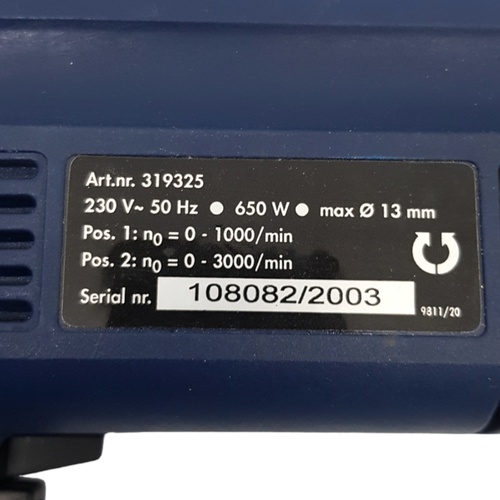 Art.nr. 319325
230 V~ 50 Hz ● 650 W ● max Ø 13 mm
Pos. 1: n₀ = 0 - 1000/min
Pos. 2: n₀ = 0 - 3000/min
Serial nr. 108082/2003
9811/20